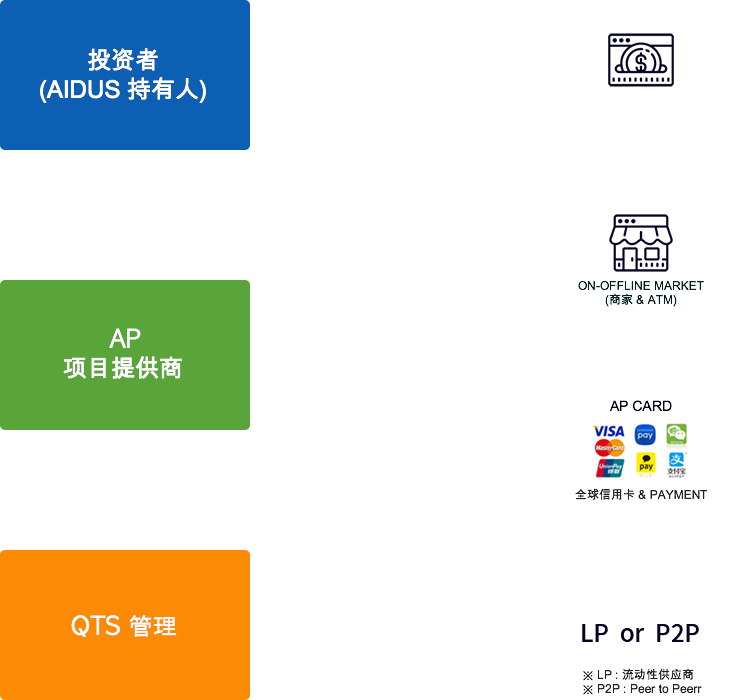 投资者
(AIDUS 持有人)
ON-OFFLINE MARKET
(商家 & ATM)
AP
项目提供商
AP CARD
VISA
pay
MasterCard
UnionPay
银联
pay
支付宝
ALIPAY
全球信用卡 & PAYMENT
QTS 管理
LP or P2P
※ LP : 流动性供应商
※ P2P : Peer to Peerr